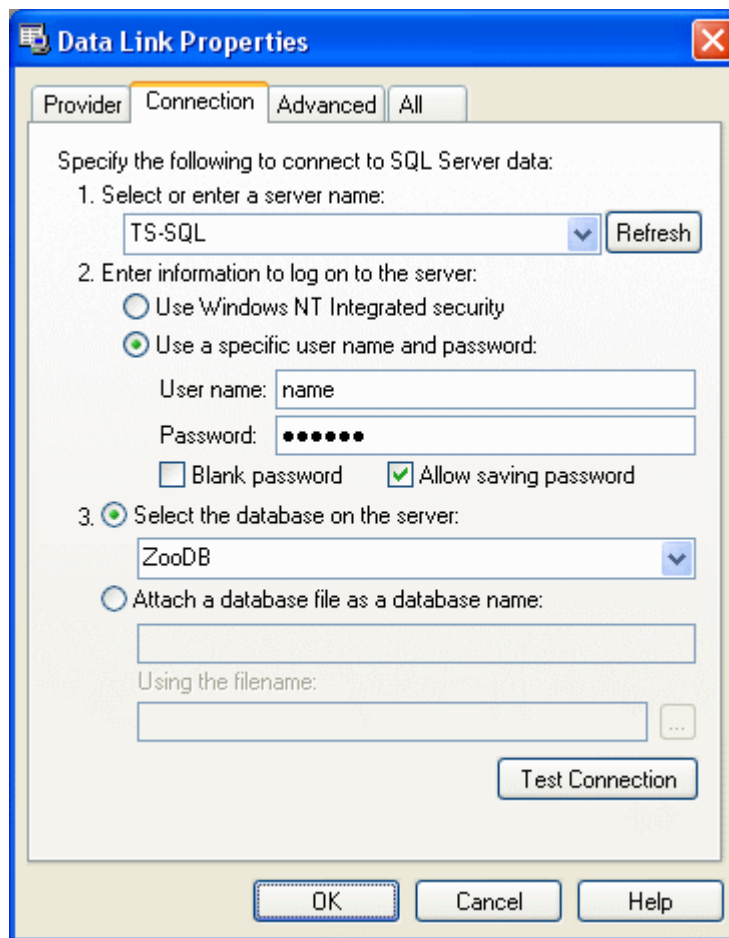 Data Link Properties
Provider Connection Advanced All
Specify the following to connect to SQL Server data:
1. Select or enter a server name:
TS-SQL Refresh
2. Enter information to log on to the server:
Use Windows NT Integrated security
Use a specific user name and password:
User name: name
Password: ●●●●●●
Blank password Allow saving password
3. Select the database on the server:
ZooDB
Attach a database file as a database name:
Using the filename:
...
Test Connection
OK Cancel Help